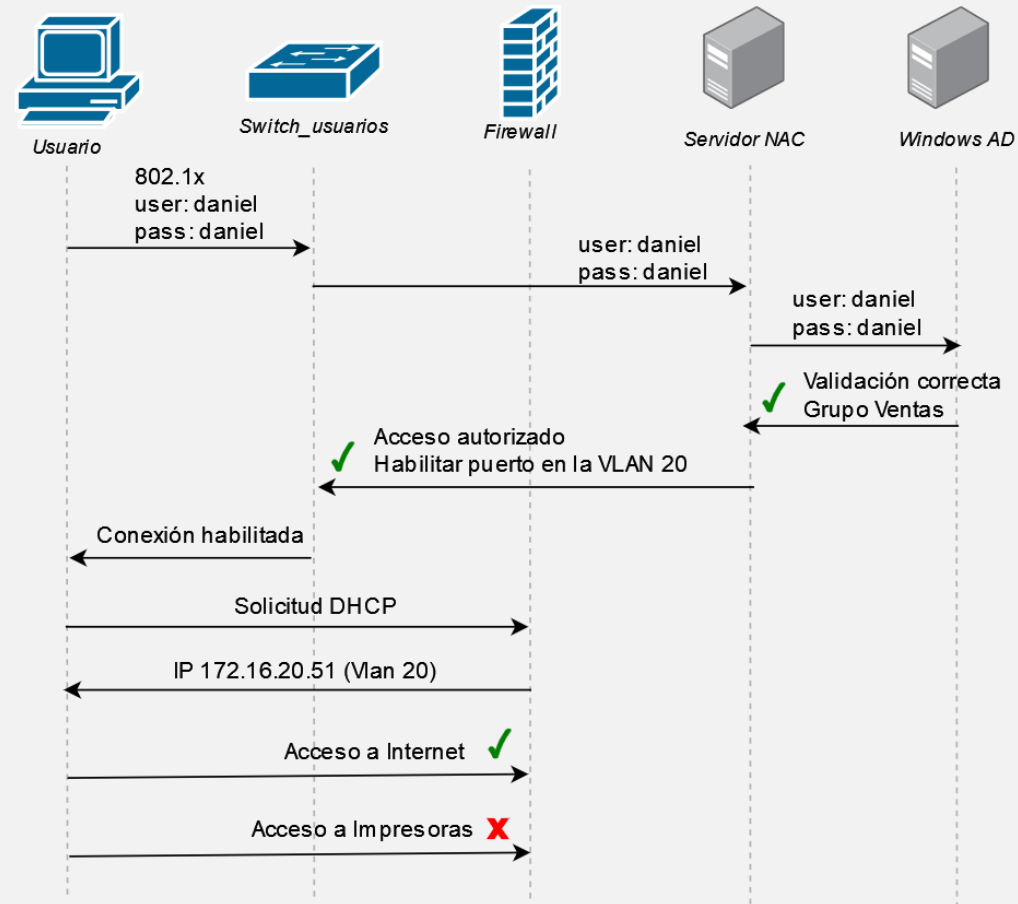 Usuario
Switch_usuarios
Firewall
Servidor NAC
Windows AD
802.1x
user: daniel
pass: daniel
user: daniel
pass: daniel
user: daniel
pass: daniel
Validación correcta
Grupo Ventas
Acceso autorizado
Habilitar puerto en la VLAN 20
Conexión habilitada
Solicitud DHCP
IP 172.16.20.51 (Vlan 20)
Acceso a Internet
Acceso a Impresoras